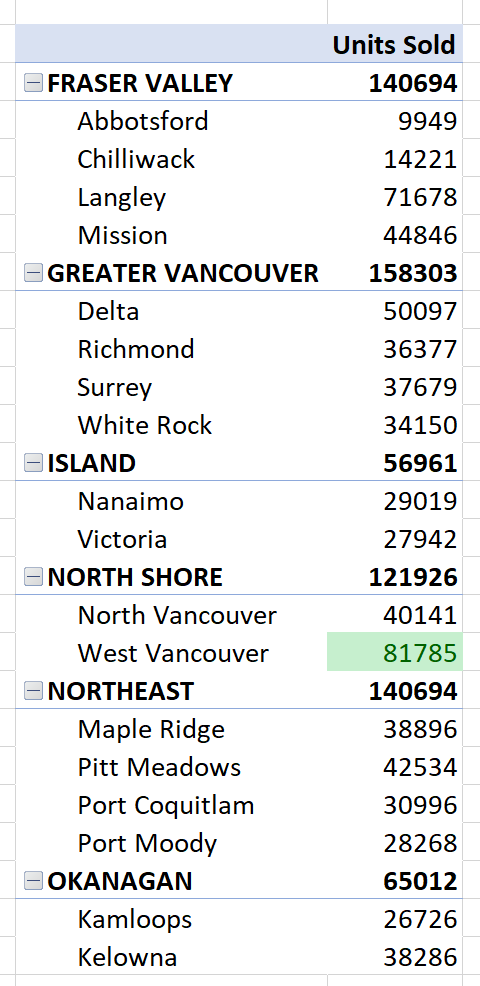 Units Sold
FRASER VALLEY 140694
Abbotsford 9949
Chilliwack 14221
Langley 71678
Mission 44846
GREATER VANCOUVER 158303
Delta 50097
Richmond 36377
Surrey 37679
White Rock 34150
ISLAND 56961
Nanaimo 29019
Victoria 27942
NORTH SHORE 121926
North Vancouver 40141
West Vancouver 81785
NORTHEAST 140694
Maple Ridge 38896
Pitt Meadows 42534
Port Coquitlam 30996
Port Moody 28268
OKANAGAN 65012
Kamloops 26726
Kelowna 38286